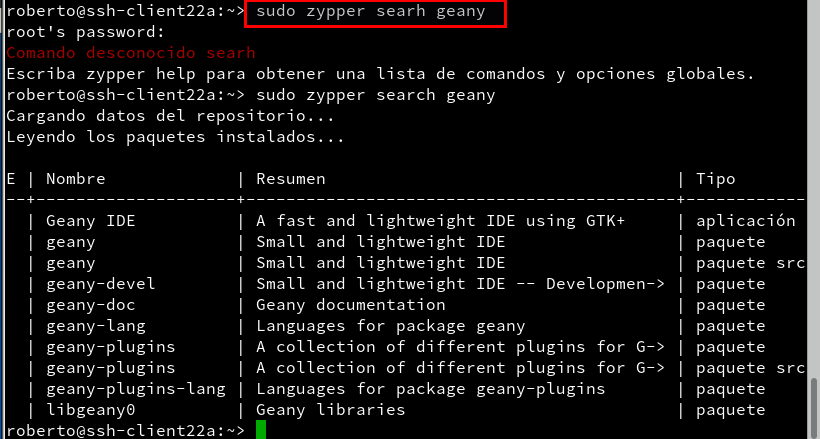 roberto@ssh-client22a:~> sudo zypper searh geany
root's password:
Comando desconocido searh
Escriba zypper help para obtener una lista de comandos y opciones globales.
roberto@ssh-client22a:~> sudo zypper search geany
Cargando datos del repositorio...
Leyendo los paquetes instalados...
E | Nombre | Resumen | Tipo
--+--------------------+--------------------------------------------+------------
| Geany IDE | A fast and lightweight IDE using GTK+ | aplicación
| geany | Small and lightweight IDE | paquete
| geany | Small and lightweight IDE | paquete src
| geany-devel | Small and lightweight IDE -- Developmen-> | paquete
| geany-doc | Geany documentation | paquete
| geany-lang | Languages for package geany | paquete
| geany-plugins | A collection of different plugins for G-> | paquete
| geany-plugins | A collection of different plugins for G-> | paquete src
| geany-plugins-lang | Languages for package geany-plugins | paquete
| libgeany0 | Geany libraries | paquete
roberto@ssh-client22a:~>